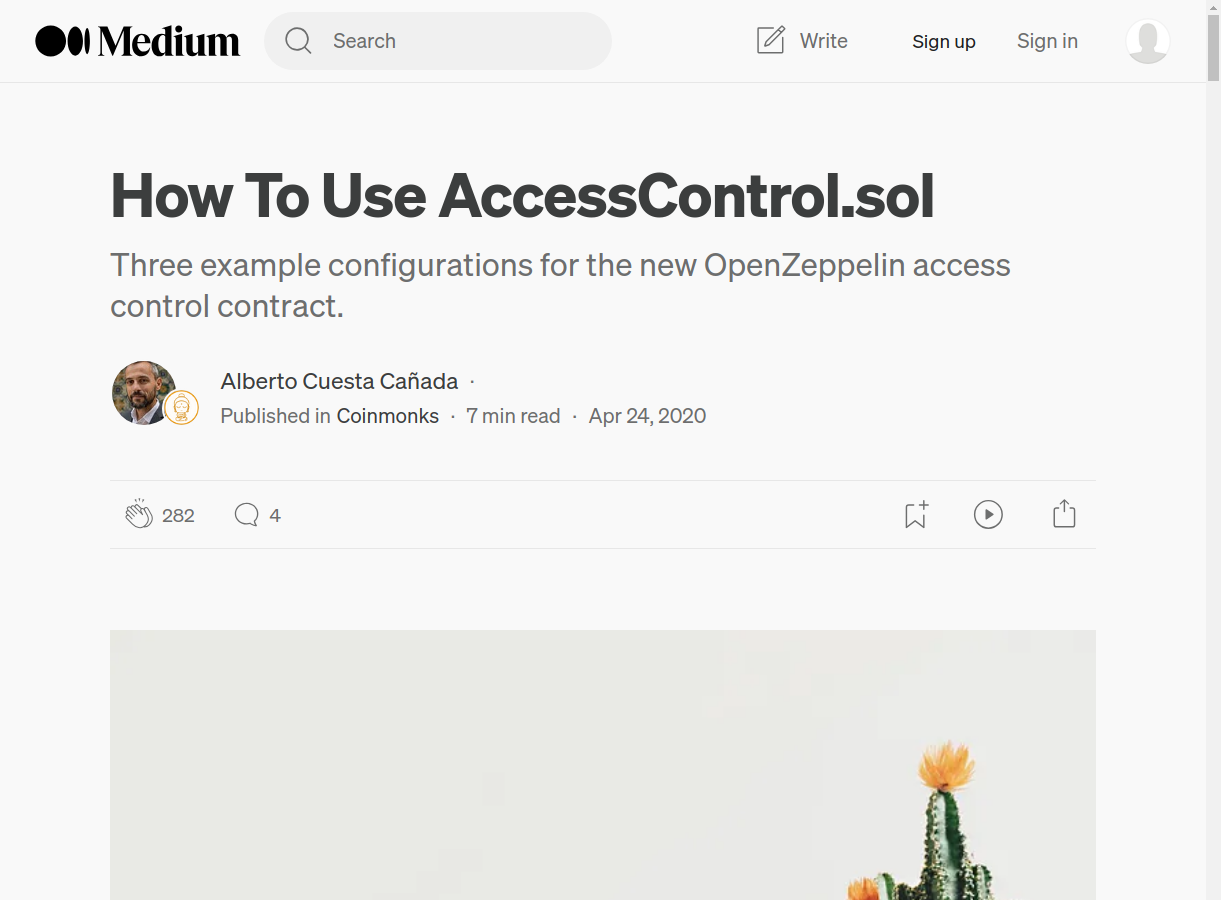 Medium
Search
Write
Sign up
Sign in
How To Use AccessControl.sol
Three example configurations for the new OpenZeppelin access
control contract.
Alberto Cuesta Cañada ·
Published in Coinmonks · 7 min read · Apr 24, 2020
282
4